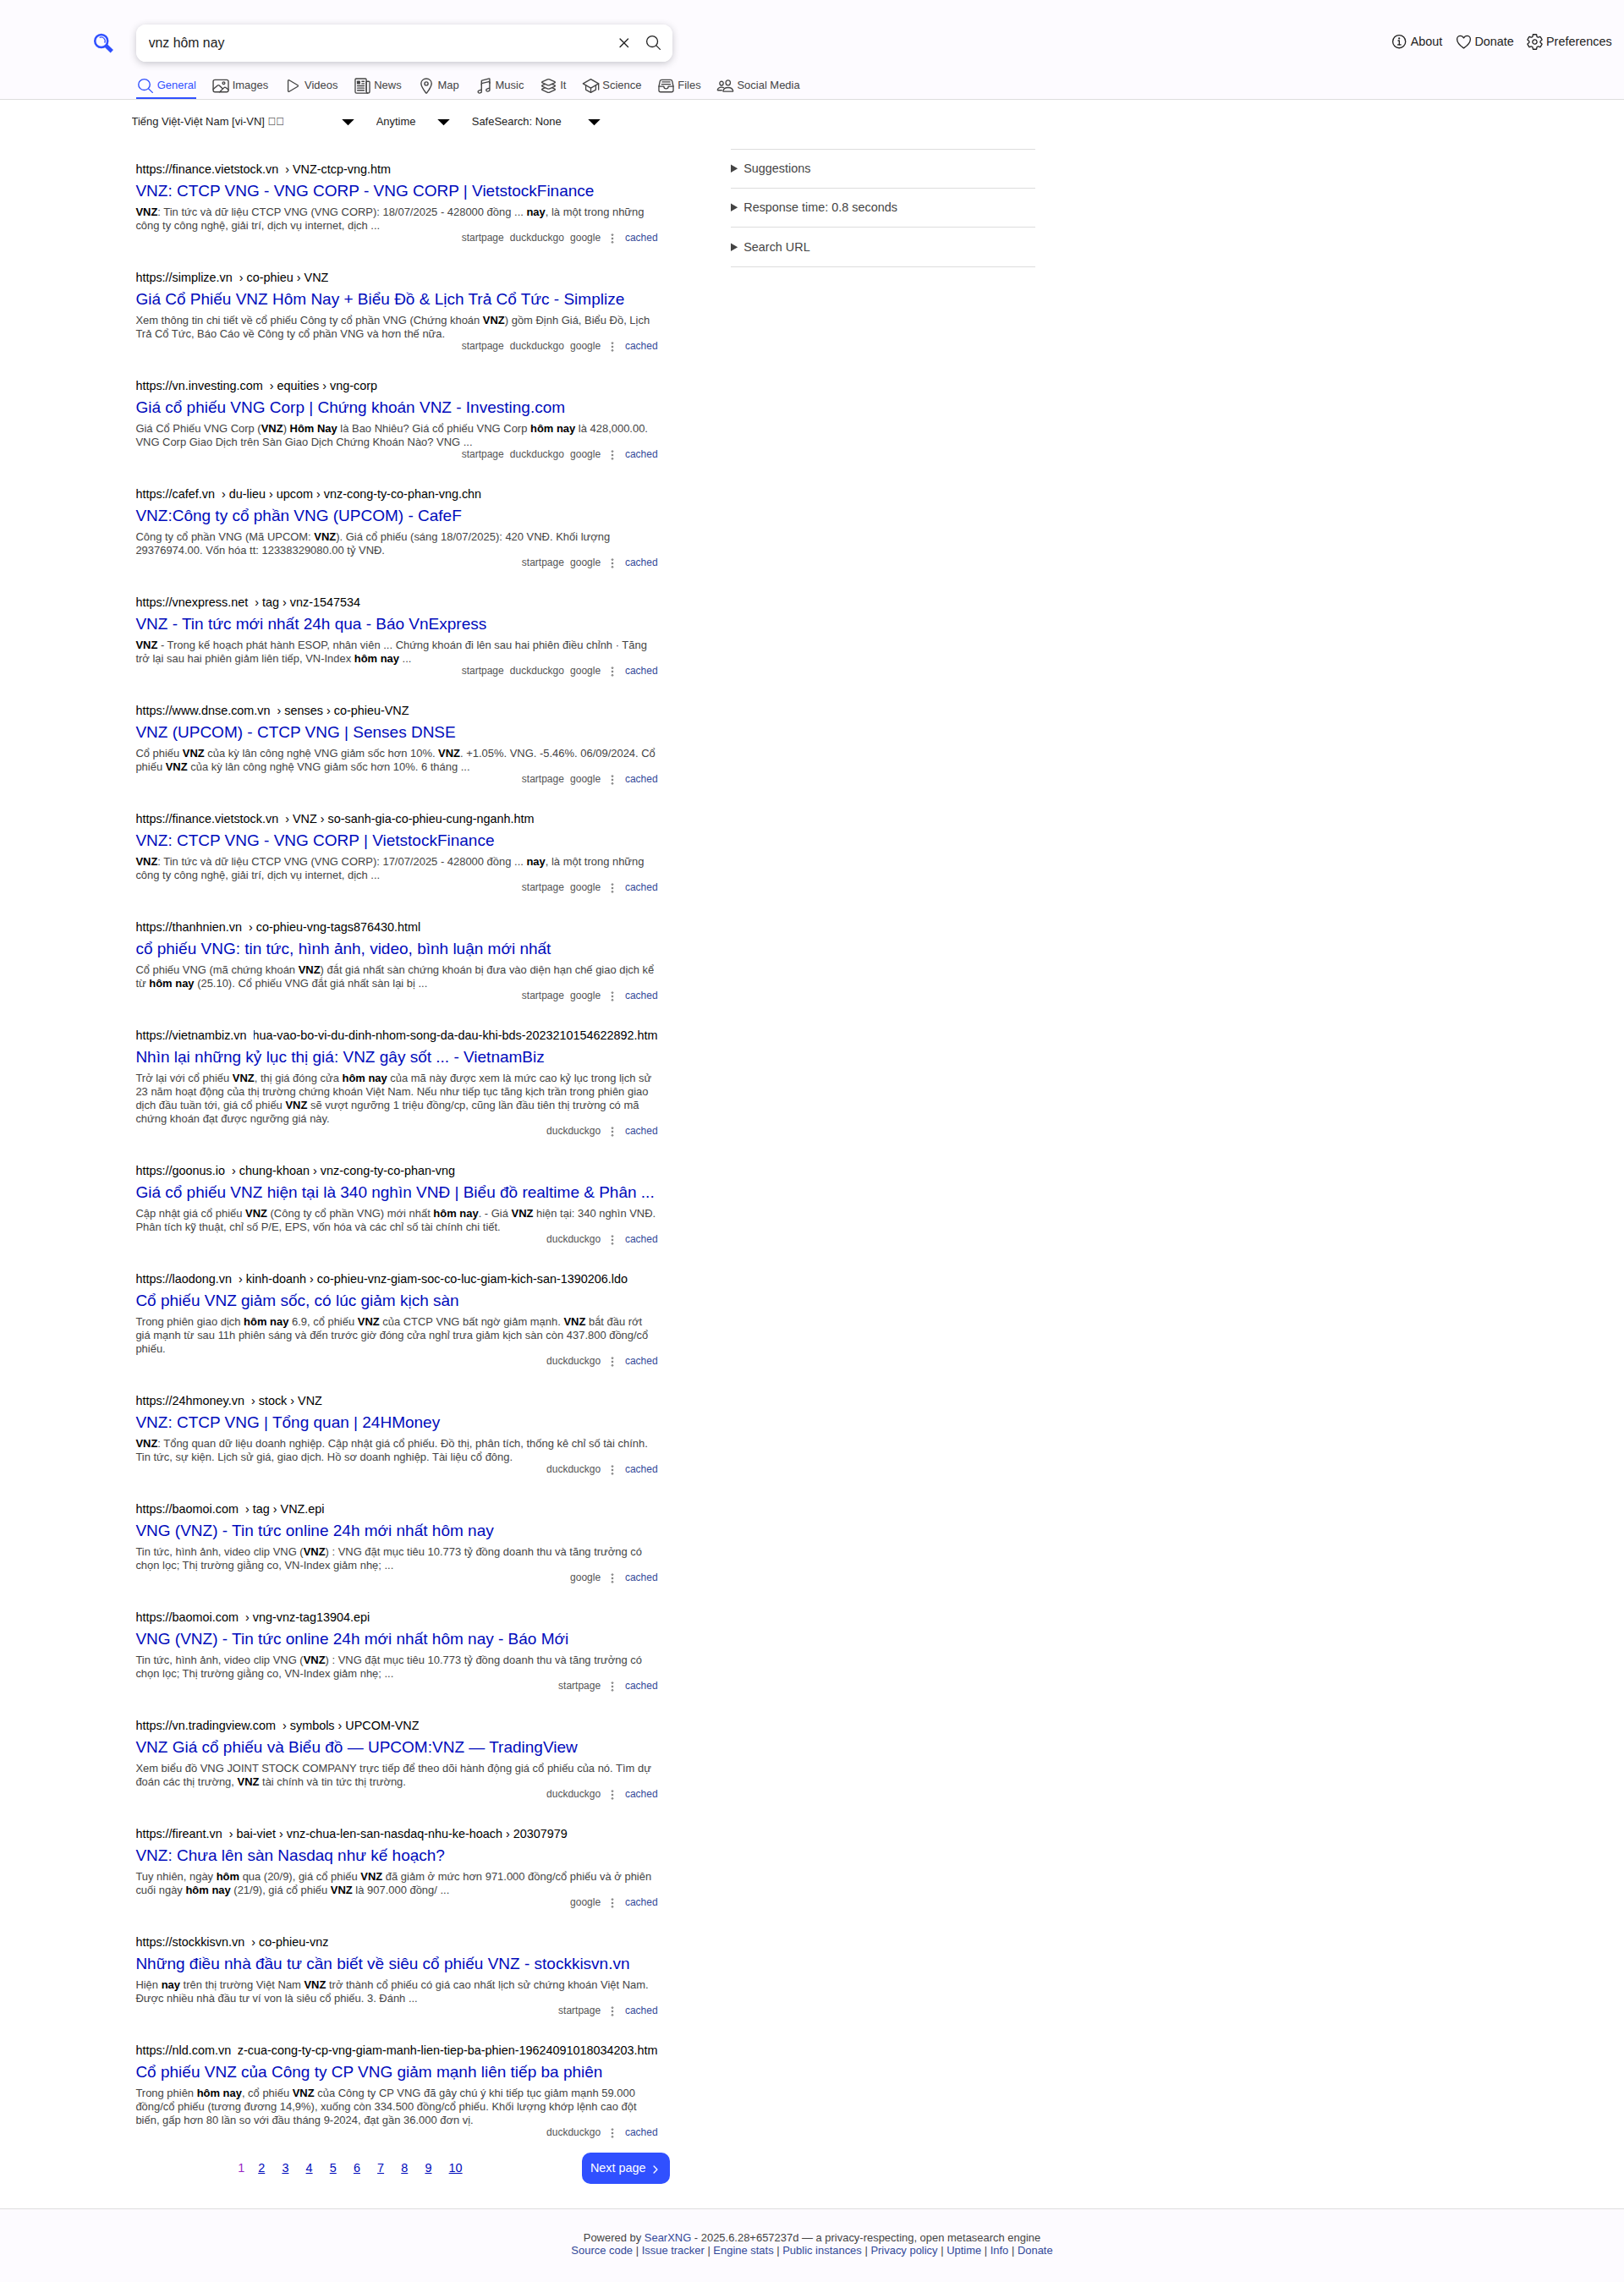 vnz hôm nay
About
Donate
Preferences
General
Images
Videos
News
Map
Music
It
Science
Files
Social Media
Tiếng Việt-Việt Nam [vi-VN]
Anytime
SafeSearch: None
Suggestions
Response time: 0.8 seconds
Search URL
https://finance.vietstock.vn › VNZ-ctcp-vng.htm
VNZ: CTCP VNG - VNG CORP - VNG CORP | VietstockFinance
VNZ: Tin tức và dữ liệu CTCP VNG (VNG CORP): 18/07/2025 - 428000 đồng ... nay, là một trong những
công ty công nghệ, giải trí, dịch vụ internet, dịch ...
startpage duckduckgo google cached
https://simplize.vn › co-phieu › VNZ
Giá Cổ Phiếu VNZ Hôm Nay + Biểu Đồ & Lịch Trả Cổ Tức - Simplize
Xem thông tin chi tiết về cổ phiếu Công ty cổ phần VNG (Chứng khoán VNZ) gồm Định Giá, Biểu Đồ, Lịch
Trả Cổ Tức, Báo Cáo về Công ty cổ phần VNG và hơn thế nữa.
startpage duckduckgo google cached
https://vn.investing.com › equities › vng-corp
Giá cổ phiếu VNG Corp | Chứng khoán VNZ - Investing.com
Giá Cổ Phiếu VNG Corp (VNZ) Hôm Nay là Bao Nhiêu? Giá cổ phiếu VNG Corp hôm nay là 428,000.00.
VNG Corp Giao Dịch trên Sàn Giao Dịch Chứng Khoán Nào? VNG ...
startpage duckduckgo google cached
https://cafef.vn › du-lieu › upcom › vnz-cong-ty-co-phan-vng.chn
VNZ:Công ty cổ phần VNG (UPCOM) - CafeF
Công ty cổ phần VNG (Mã UPCOM: VNZ). Giá cổ phiếu (sáng 18/07/2025): 420 VNĐ. Khối lượng
29376974.00. Vốn hóa tt: 12338329080.00 tỷ VNĐ.
startpage google cached
https://vnexpress.net › tag › vnz-1547534
VNZ - Tin tức mới nhất 24h qua - Báo VnExpress
VNZ - Trong kế hoạch phát hành ESOP, nhân viên ... Chứng khoán đi lên sau hai phiên điều chỉnh · Tăng
trở lại sau hai phiên giảm liên tiếp, VN-Index hôm nay ...
startpage duckduckgo google cached
https://www.dnse.com.vn › senses › co-phieu-VNZ
VNZ (UPCOM) - CTCP VNG | Senses DNSE
Cổ phiếu VNZ của kỳ lân công nghệ VNG giảm sốc hơn 10%. VNZ. +1.05%. VNG. -5.46%. 06/09/2024. Cổ
phiếu VNZ của kỳ lân công nghệ VNG giảm sốc hơn 10%. 6 tháng ...
startpage google cached
https://finance.vietstock.vn › VNZ › so-sanh-gia-co-phieu-cung-nganh.htm
VNZ: CTCP VNG - VNG CORP | VietstockFinance
VNZ: Tin tức và dữ liệu CTCP VNG (VNG CORP): 17/07/2025 - 428000 đồng ... nay, là một trong những
công ty công nghệ, giải trí, dịch vụ internet, dịch ...
startpage google cached
https://thanhnien.vn › co-phieu-vng-tags876430.html
cổ phiếu VNG: tin tức, hình ảnh, video, bình luận mới nhất
Cổ phiếu VNG (mã chứng khoán VNZ) đắt giá nhất sàn chứng khoán bị đưa vào diện hạn chế giao dịch kể
từ hôm nay (25.10). Cổ phiếu VNG đắt giá nhất sàn lại bị ...
startpage google cached
https://vietnambiz.vn hua-vao-bo-vi-du-dinh-nhom-song-da-dau-khi-bds-2023210154622892.htm
Nhìn lại những kỷ lục thị giá: VNZ gây sốt ... - VietnamBiz
Trở lại với cổ phiếu VNZ, thị giá đóng cửa hôm nay của mã này được xem là mức cao kỷ lục trong lịch sử
23 năm hoạt động của thị trường chứng khoán Việt Nam. Nếu như tiếp tục tăng kịch trần trong phiên giao
dịch đầu tuần tới, giá cổ phiếu VNZ sẽ vượt ngưỡng 1 triệu đồng/cp, cũng lần đầu tiên thị trường có mã
chứng khoán đạt được ngưỡng giá này.
duckduckgo cached
https://goonus.io › chung-khoan › vnz-cong-ty-co-phan-vng
Giá cổ phiếu VNZ hiện tại là 340 nghìn VNĐ | Biểu đồ realtime & Phân ...
Cập nhật giá cổ phiếu VNZ (Công ty cổ phần VNG) mới nhất hôm nay. - Giá VNZ hiện tại: 340 nghìn VNĐ.
Phân tích kỹ thuật, chỉ số P/E, EPS, vốn hóa và các chỉ số tài chính chi tiết.
duckduckgo cached
https://laodong.vn › kinh-doanh › co-phieu-vnz-giam-soc-co-luc-giam-kich-san-1390206.ldo
Cổ phiếu VNZ giảm sốc, có lúc giảm kịch sàn
Trong phiên giao dịch hôm nay 6.9, cổ phiếu VNZ của CTCP VNG bất ngờ giảm mạnh. VNZ bắt đầu rớt
giá mạnh từ sau 11h phiên sáng và đến trước giờ đóng cửa nghỉ trưa giảm kịch sàn còn 437.800 đồng/cổ
phiếu.
duckduckgo cached
https://24hmoney.vn › stock › VNZ
VNZ: CTCP VNG | Tổng quan | 24HMoney
VNZ: Tổng quan dữ liệu doanh nghiệp. Cập nhật giá cổ phiếu. Đồ thị, phân tích, thống kê chỉ số tài chính.
Tin tức, sự kiện. Lịch sử giá, giao dịch. Hồ sơ doanh nghiệp. Tài liệu cổ đông.
duckduckgo cached
https://baomoi.com › tag › VNZ.epi
VNG (VNZ) - Tin tức online 24h mới nhất hôm nay
Tin tức, hình ảnh, video clip VNG (VNZ) : VNG đặt mục tiêu 10.773 tỷ đồng doanh thu và tăng trưởng có
chọn lọc; Thị trường giằng co, VN-Index giảm nhẹ; ...
google cached
https://baomoi.com › vng-vnz-tag13904.epi
VNG (VNZ) - Tin tức online 24h mới nhất hôm nay - Báo Mới
Tin tức, hình ảnh, video clip VNG (VNZ) : VNG đặt mục tiêu 10.773 tỷ đồng doanh thu và tăng trưởng có
chọn lọc; Thị trường giằng co, VN-Index giảm nhẹ; ...
startpage cached
https://vn.tradingview.com › symbols › UPCOM-VNZ
VNZ Giá cổ phiếu và Biểu đồ — UPCOM:VNZ — TradingView
Xem biểu đồ VNG JOINT STOCK COMPANY trực tiếp để theo dõi hành động giá cổ phiếu của nó. Tìm dự
đoán các thị trường, VNZ tài chính và tin tức thị trường.
duckduckgo cached
https://fireant.vn › bai-viet › vnz-chua-len-san-nasdaq-nhu-ke-hoach › 20307979
VNZ: Chưa lên sàn Nasdaq như kế hoạch?
Tuy nhiên, ngày hôm qua (20/9), giá cổ phiếu VNZ đã giảm ở mức hơn 971.000 đồng/cổ phiếu và ở phiên
cuối ngày hôm nay (21/9), giá cổ phiếu VNZ là 907.000 đồng/ ...
google cached
https://stockkisvn.vn › co-phieu-vnz
Những điều nhà đầu tư cần biết về siêu cổ phiếu VNZ - stockkisvn.vn
Hiện nay trên thị trường Việt Nam VNZ trở thành cổ phiếu có giá cao nhất lịch sử chứng khoán Việt Nam.
Được nhiều nhà đầu tư ví von là siêu cổ phiếu. 3. Đánh ...
startpage cached
https://nld.com.vn z-cua-cong-ty-cp-vng-giam-manh-lien-tiep-ba-phien-19624091018034203.htm
Cổ phiếu VNZ của Công ty CP VNG giảm mạnh liên tiếp ba phiên
Trong phiên hôm nay, cổ phiếu VNZ của Công ty CP VNG đã gây chú ý khi tiếp tục giảm mạnh 59.000
đồng/cổ phiếu (tương đương 14,9%), xuống còn 334.500 đồng/cổ phiếu. Khối lượng khớp lệnh cao đột
biến, gấp hơn 80 lần so với đầu tháng 9-2024, đạt gần 36.000 đơn vị.
duckduckgo cached
1 2 3 4 5 6 7 8 9 10
Next page
Powered by SearXNG - 2025.6.28+657237d — a privacy-respecting, open metasearch engine
Source code | Issue tracker | Engine stats | Public instances | Privacy policy | Uptime | Info | Donate